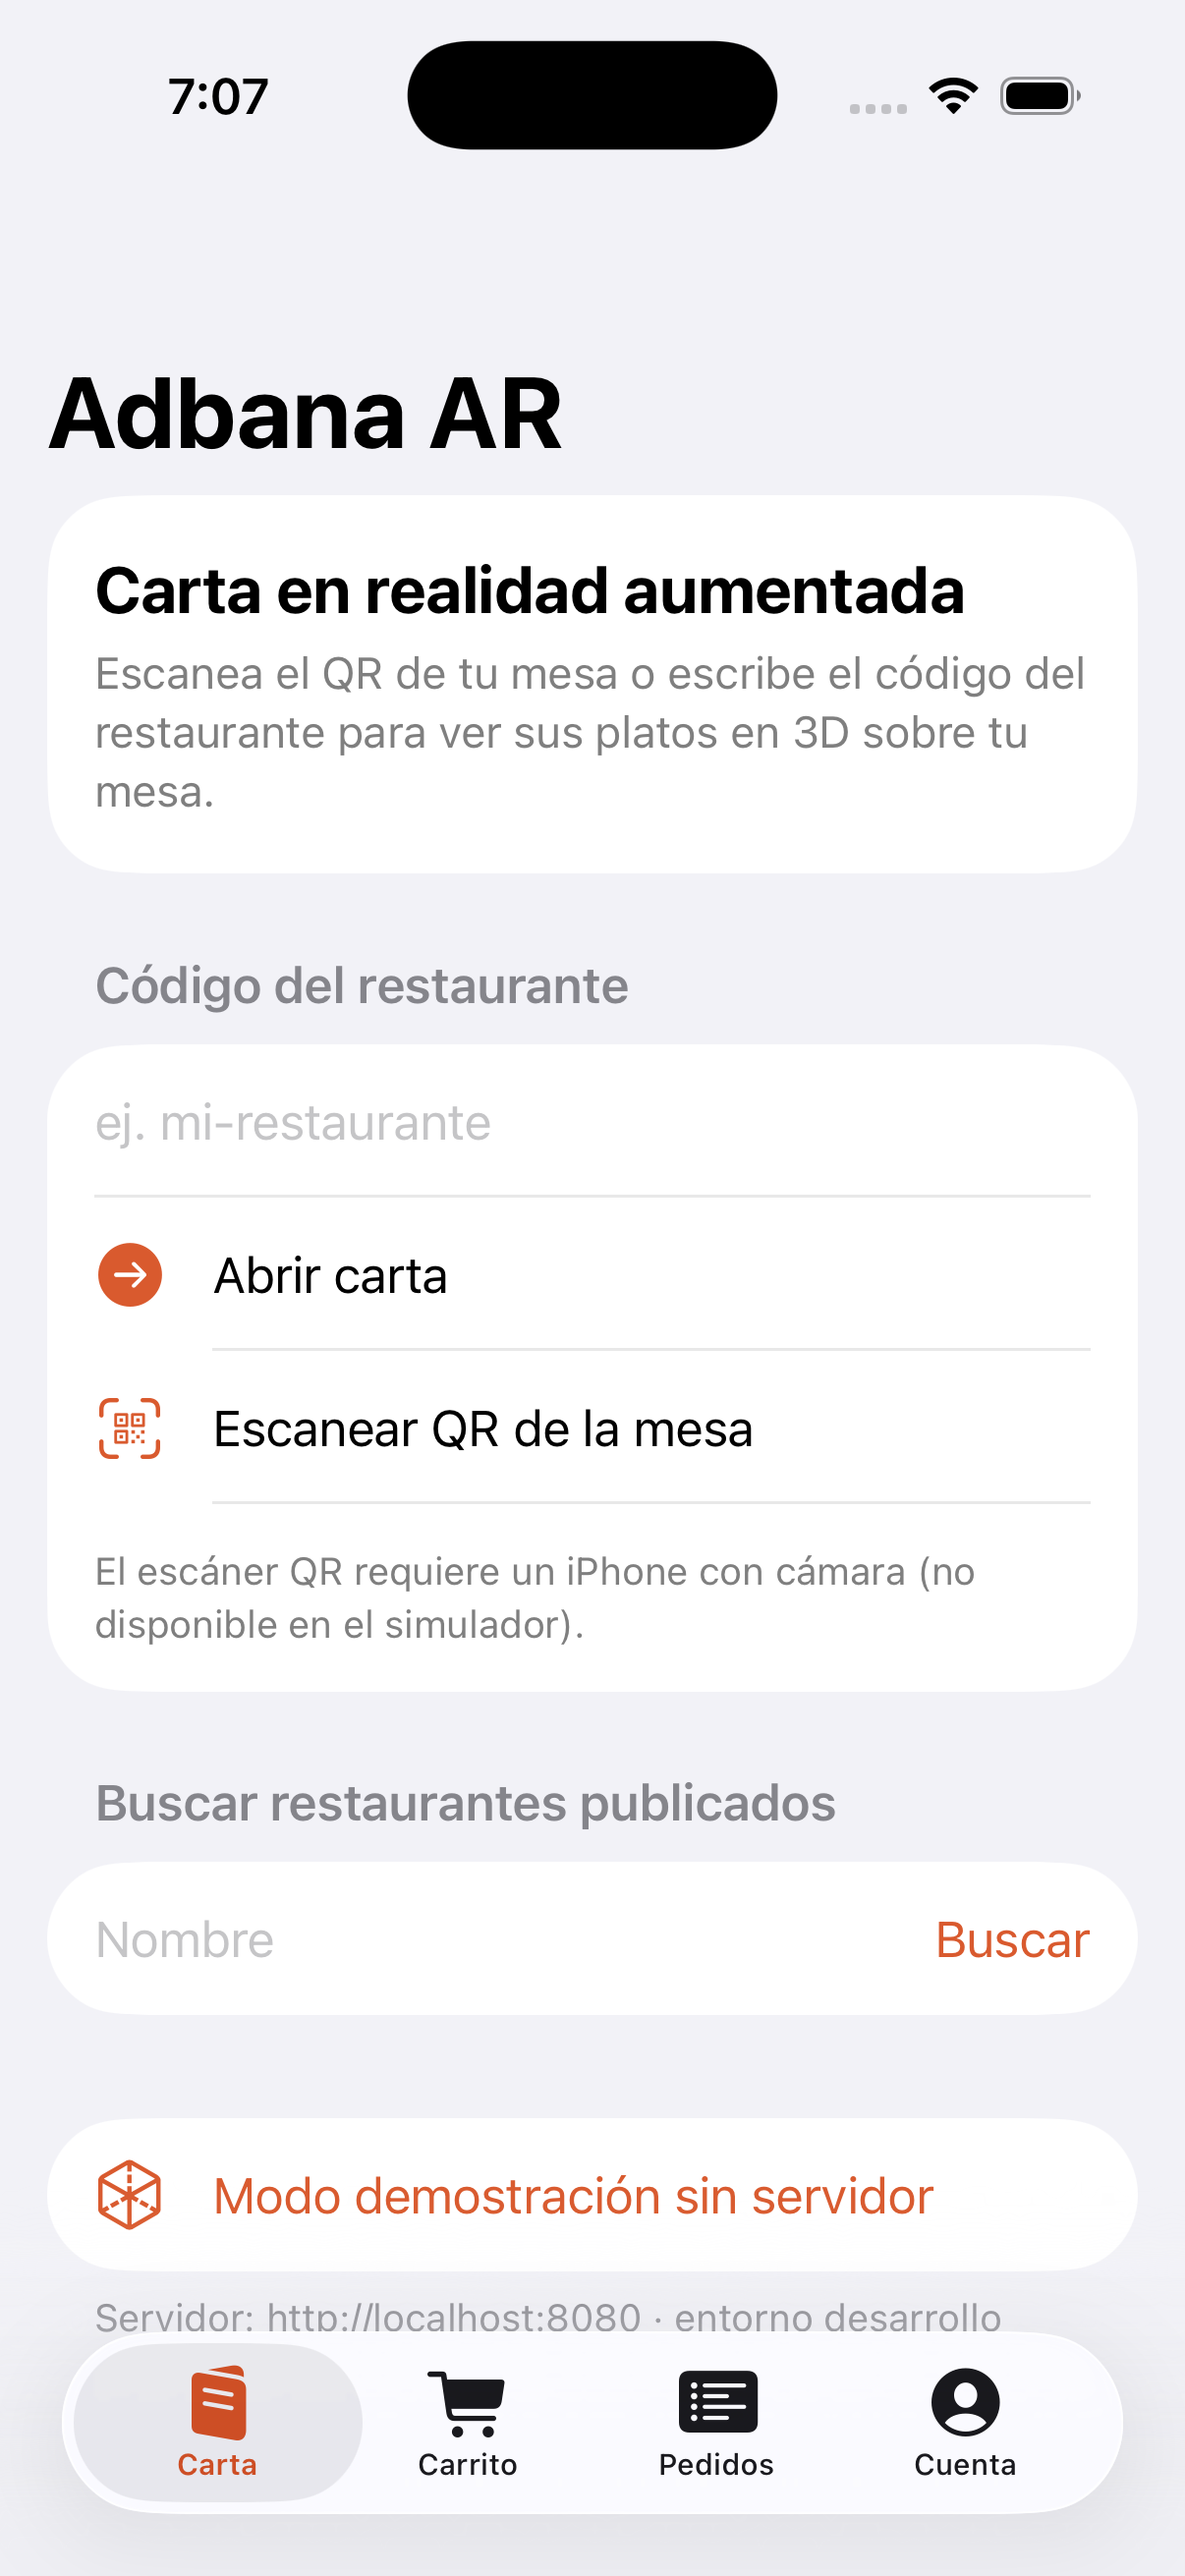 7:07
Adbana AR
Carta en realidad aumentada
Escanea el QR de tu mesa o escribe el código del
restaurante para ver sus platos en 3D sobre tu
mesa.
Código del restaurante
ej. mi-restaurante
Abrir carta
Escanear QR de la mesa
El escáner QR requiere un iPhone con cámara (no
disponible en el simulador).
Buscar restaurantes publicados
Nombre Buscar
Modo demostración sin servidor
Servidor: http://localhost:8080 · entorno desarrollo
Carta Carrito Pedidos Cuenta